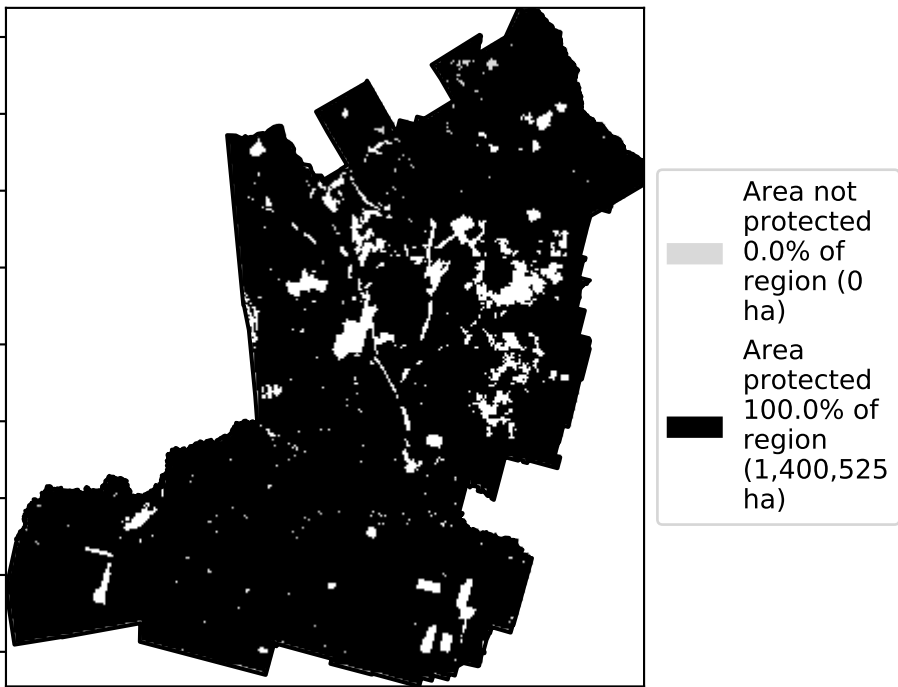 Area not
protected
0.0% of
region (0
ha)
Area
protected
100.0% of
region
(1,400,525
ha)